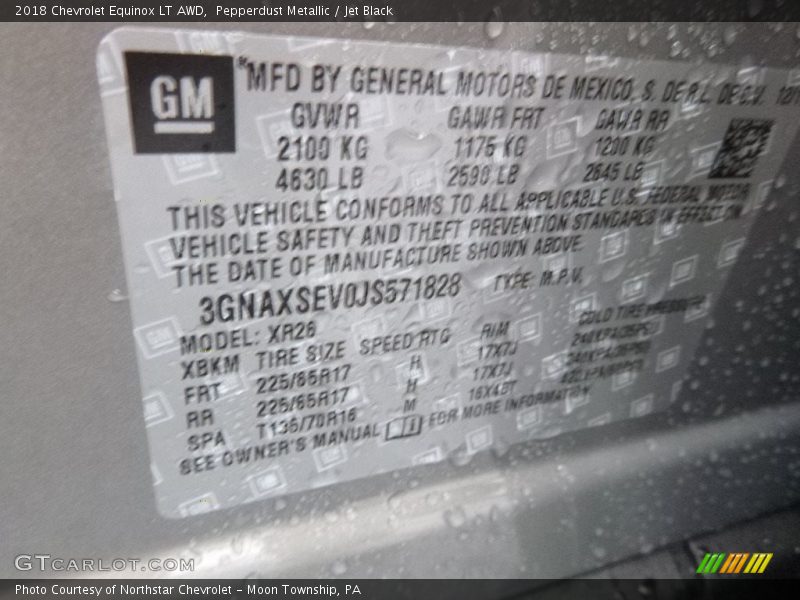 2018 Chevrolet Equinox LT AWD, Pepperdust Metallic / Jet Black
GM
*MFD BY GENERAL MOTORS DE MEXICO, S. DE R.L. DE C.V.
GVWR GAWR FRT GAWR RR
2100 KG 1175 KG 1200 KG
4630 LB 2590 LB 2645 LB
THIS VEHICLE CONFORMS TO ALL APPLICABLE U.S. FEDERAL MOTOR
VEHICLE SAFETY AND THEFT PREVENTION STANDARDS IN EFFECT ON
THE DATE OF MANUFACTURE SHOWN ABOVE.
3GNAXSEV0JS571828 TYPE: M.P.V.
MODEL: XR26
XBKM TIRE SIZE SPEED RTG RIM COLD TIRE PRESSURE
FRT 225/65R17 H 17X7J
RR 225/65R17 H 17X7J
SPA T135/70R16 M 16X4BT
SEE OWNER'S MANUAL FOR MORE INFORMATION
GTCarLot.com
Photo Courtesy of Northstar Chevrolet – Moon Township, PA